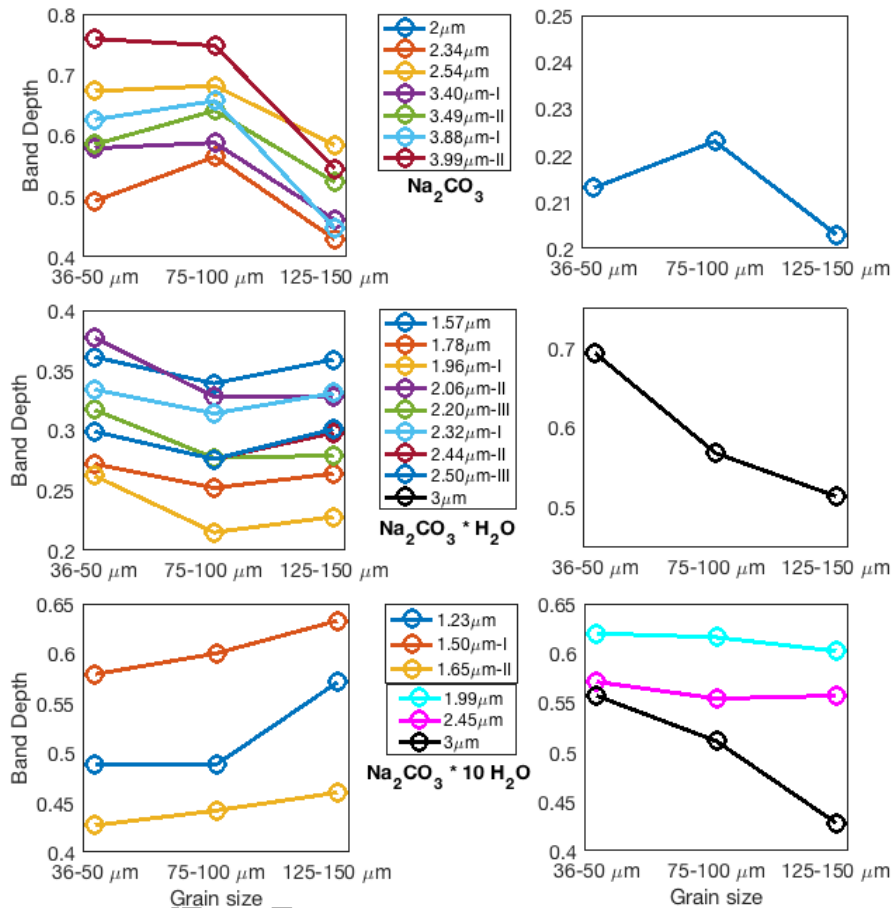 0.8
0.7
0.6
0.5
0.4
Band Depth
36-50 μm 75-100 μm 125-150 μm
2μm
2.34μm
2.54μm
3.40μm-I
3.49μm-II
3.88μm-I
3.99μm-II
Na₂CO₃
0.25
0.24
0.23
0.22
0.21
0.2
36-50 μm 75-100 μm 125-150 μm
0.4
0.35
0.3
0.25
0.2
Band Depth
36-50 μm 75-100 μm 125-150 μm
1.57μm
1.78μm
1.96μm-I
2.06μm-II
2.20μm-III
2.32μm-I
2.44μm-II
2.50μm-III
3μm
Na₂CO₃ * H₂O
0.7
0.6
0.5
36-50 μm 75-100 μm 125-150 μm
0.65
0.6
0.55
0.5
0.45
0.4
Band Depth
36-50 μm 75-100 μm 125-150 μm
Grain size
1.23μm
1.50μm-I
1.65μm-II
1.99μm
2.45μm
3μm
Na₂CO₃ * 10 H₂O
0.65
0.6
0.55
0.5
0.45
0.4
36-50 μm 75-100 μm 125-150 μm
Grain size